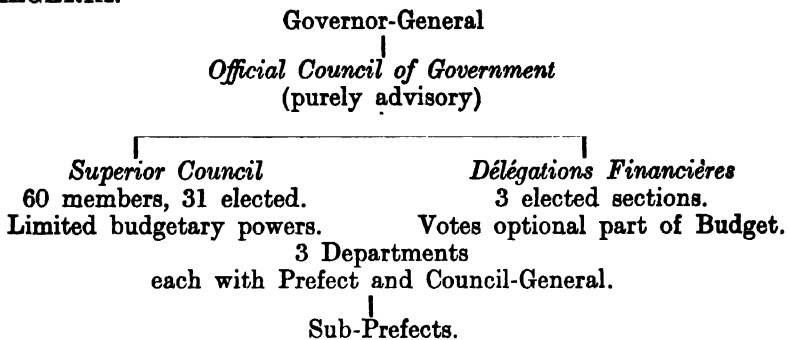 Governor-General
Official Council of Government
(purely advisory)
Superior Council
Délégations Financières
60 members, 31 elected.
3 elected sections.
Limited budgetary powers.
Votes optional part of Budget.
3 Departments
each with Prefect and Council-General.
Sub-Prefects.